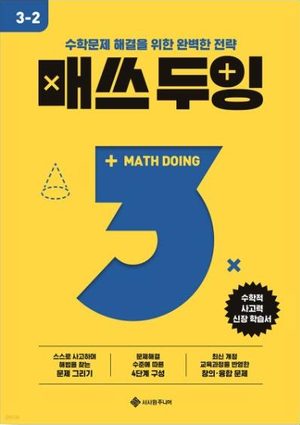 3-2
수학문제 해결을 위한 완벽한 전략
매쓰 두잉
MATH DOING
3
수학적
사고력
신장 학습서
스스로 사고하여
해법을 찾는
문제 그리기
문제해결
수준에 따른
4단계 구성
최신 개정
교육과정을 반영한
창의·융합 문제
시사원주니어